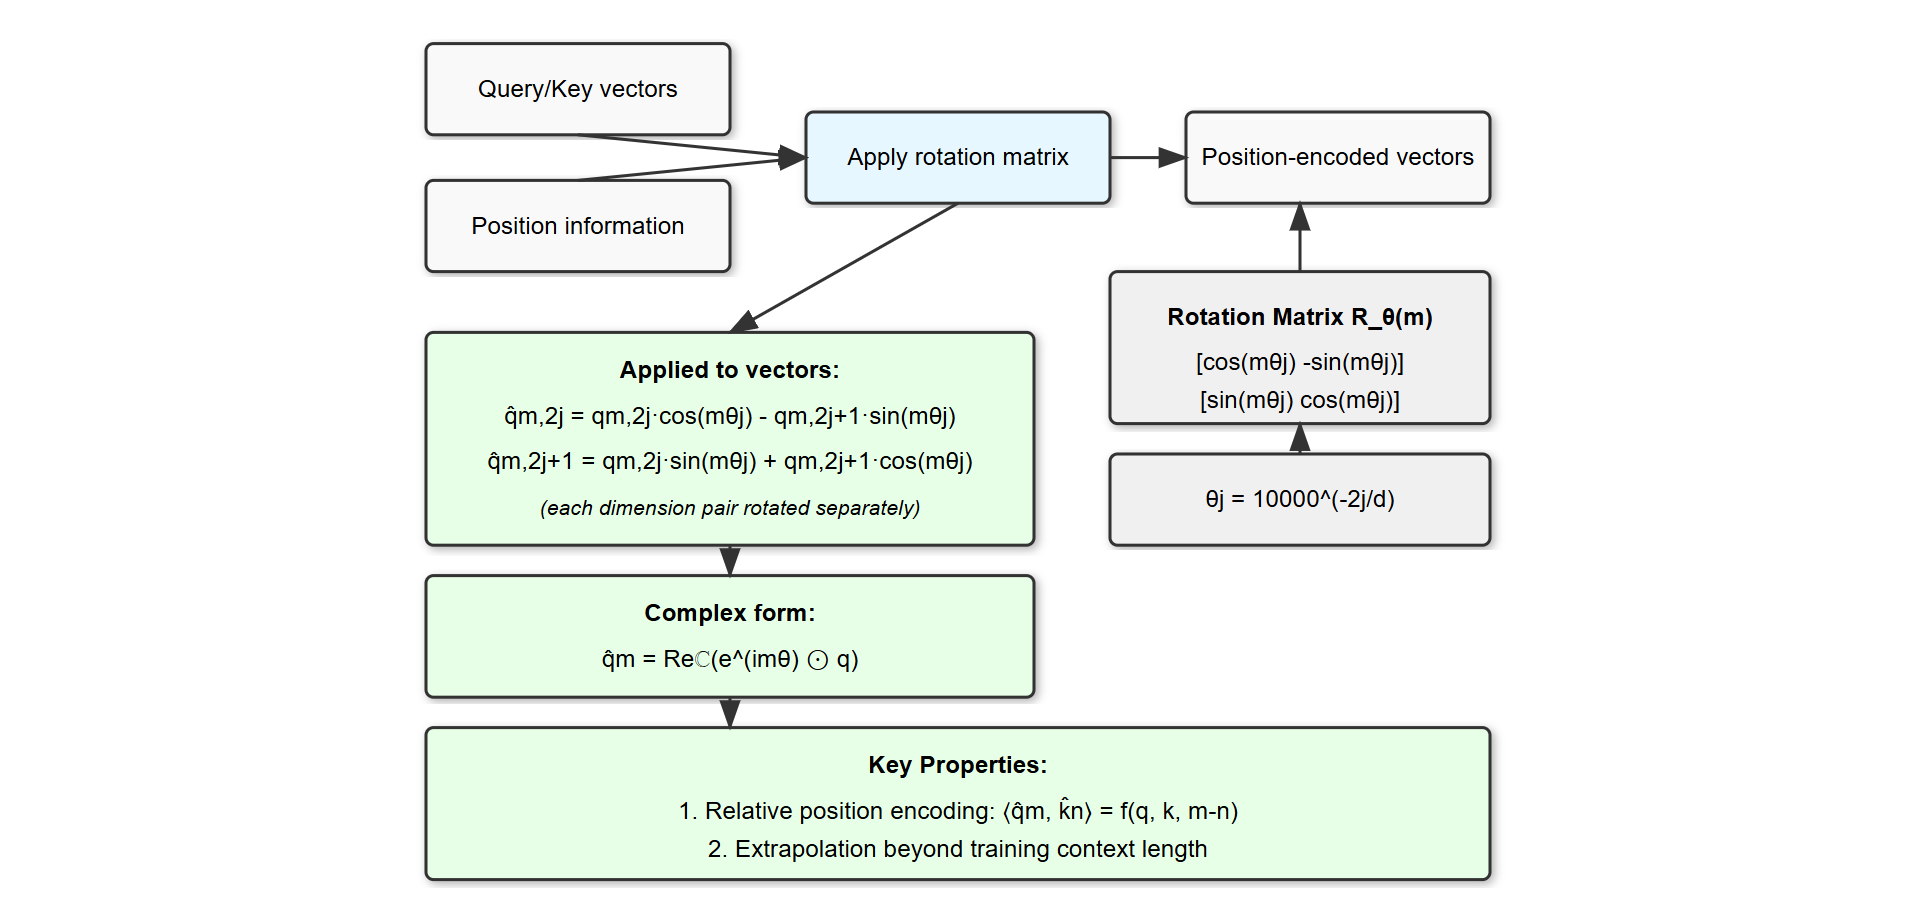 Query/Key vectors
Position information
Apply rotation matrix
Position-encoded vectors
Rotation Matrix R_θ(m)
[cos(mθj) -sin(mθj)]
[sin(mθj) cos(mθj)]
θj = 10000^(-2j/d)
Applied to vectors:
q̂m,2j = qm,2j·cos(mθj) - qm,2j+1·sin(mθj)
q̂m,2j+1 = qm,2j·sin(mθj) + qm,2j+1·cos(mθj)
(each dimension pair rotated separately)
Complex form:
q̂m = Reℂ(e^(imθ) ⊙ q)
Key Properties:
1. Relative position encoding: ⟨q̂m, k̂n⟩ = f(q, k, m-n)
2. Extrapolation beyond training context length